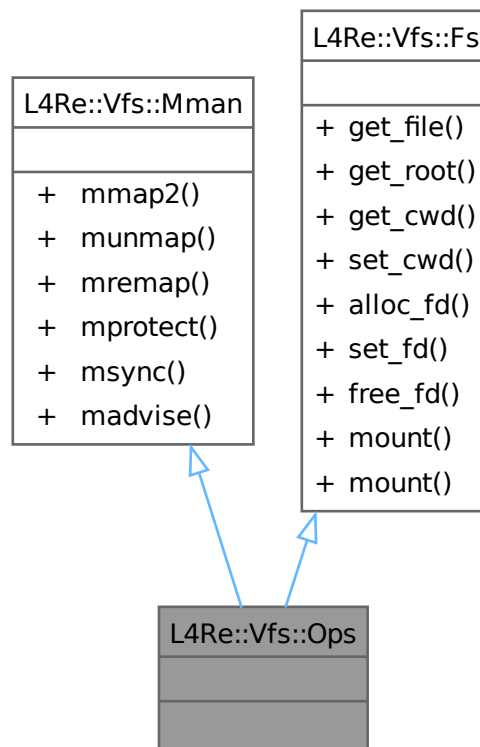 L4Re::Vfs::Mman
+ mmap2()
+ munmap()
+ mremap()
+ mprotect()
+ msync()
+ madvise()
L4Re::Vfs::Fs
+ get_file()
+ get_root()
+ get_cwd()
+ set_cwd()
+ alloc_fd()
+ set_fd()
+ free_fd()
+ mount()
+ mount()
L4Re::Vfs::Ops